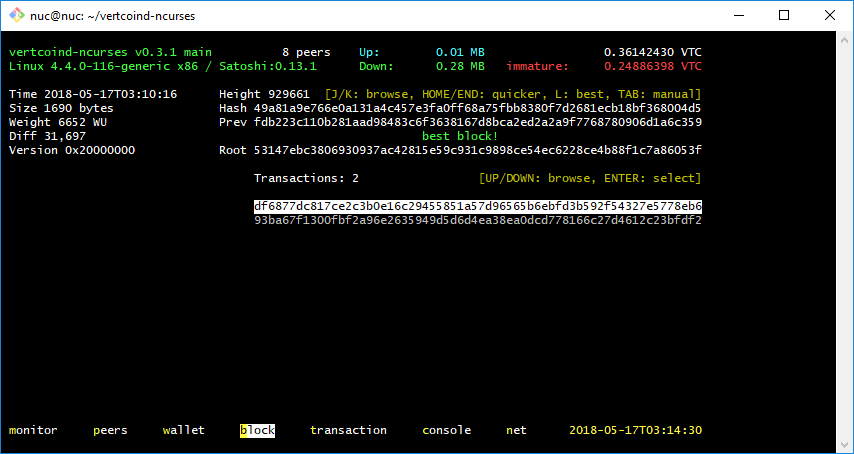 nuc@nuc: ~/vertcoind-ncurses
vertcoind-ncurses v0.3.1 main 8 peers Up: 0.01 MB 0.36142430 VTC
Linux 4.4.0-116-generic x86 / Satoshi:0.13.1 Down: 0.28 MB immature: 0.24886398 VTC
Time 2018-05-17T03:10:16 Height 929661 [J/K: browse, HOME/END: quicker, L: best, TAB: manual]
Size 1690 bytes Hash 49a81a9e766e0a131a4c457e3fa0ff68a75fbb8380f7d2681ecb18bf368004d5
Weight 6652 WU Prev fdb223c110b281aad98483c6f3638167d8bca2ed2a2a9f7768780906d1a6c359
Diff 31,697 best block!
Version 0x20000000 Root 53147ebc3806930937ac42815e59c931c9898ce54ec6228ce4b88f1c7a86053f
Transactions: 2 [UP/DOWN: browse, ENTER: select]
df6877dc817ce2c3b0e16c29455851a57d96565b6ebfd3b592f54327e5778eb6
93ba67f1300fbf2a96e2635949d5d6d4ea38ea0dcd778166c27d4612c23bfdf2
monitor peers wallet block transaction console net 2018-05-17T03:14:30